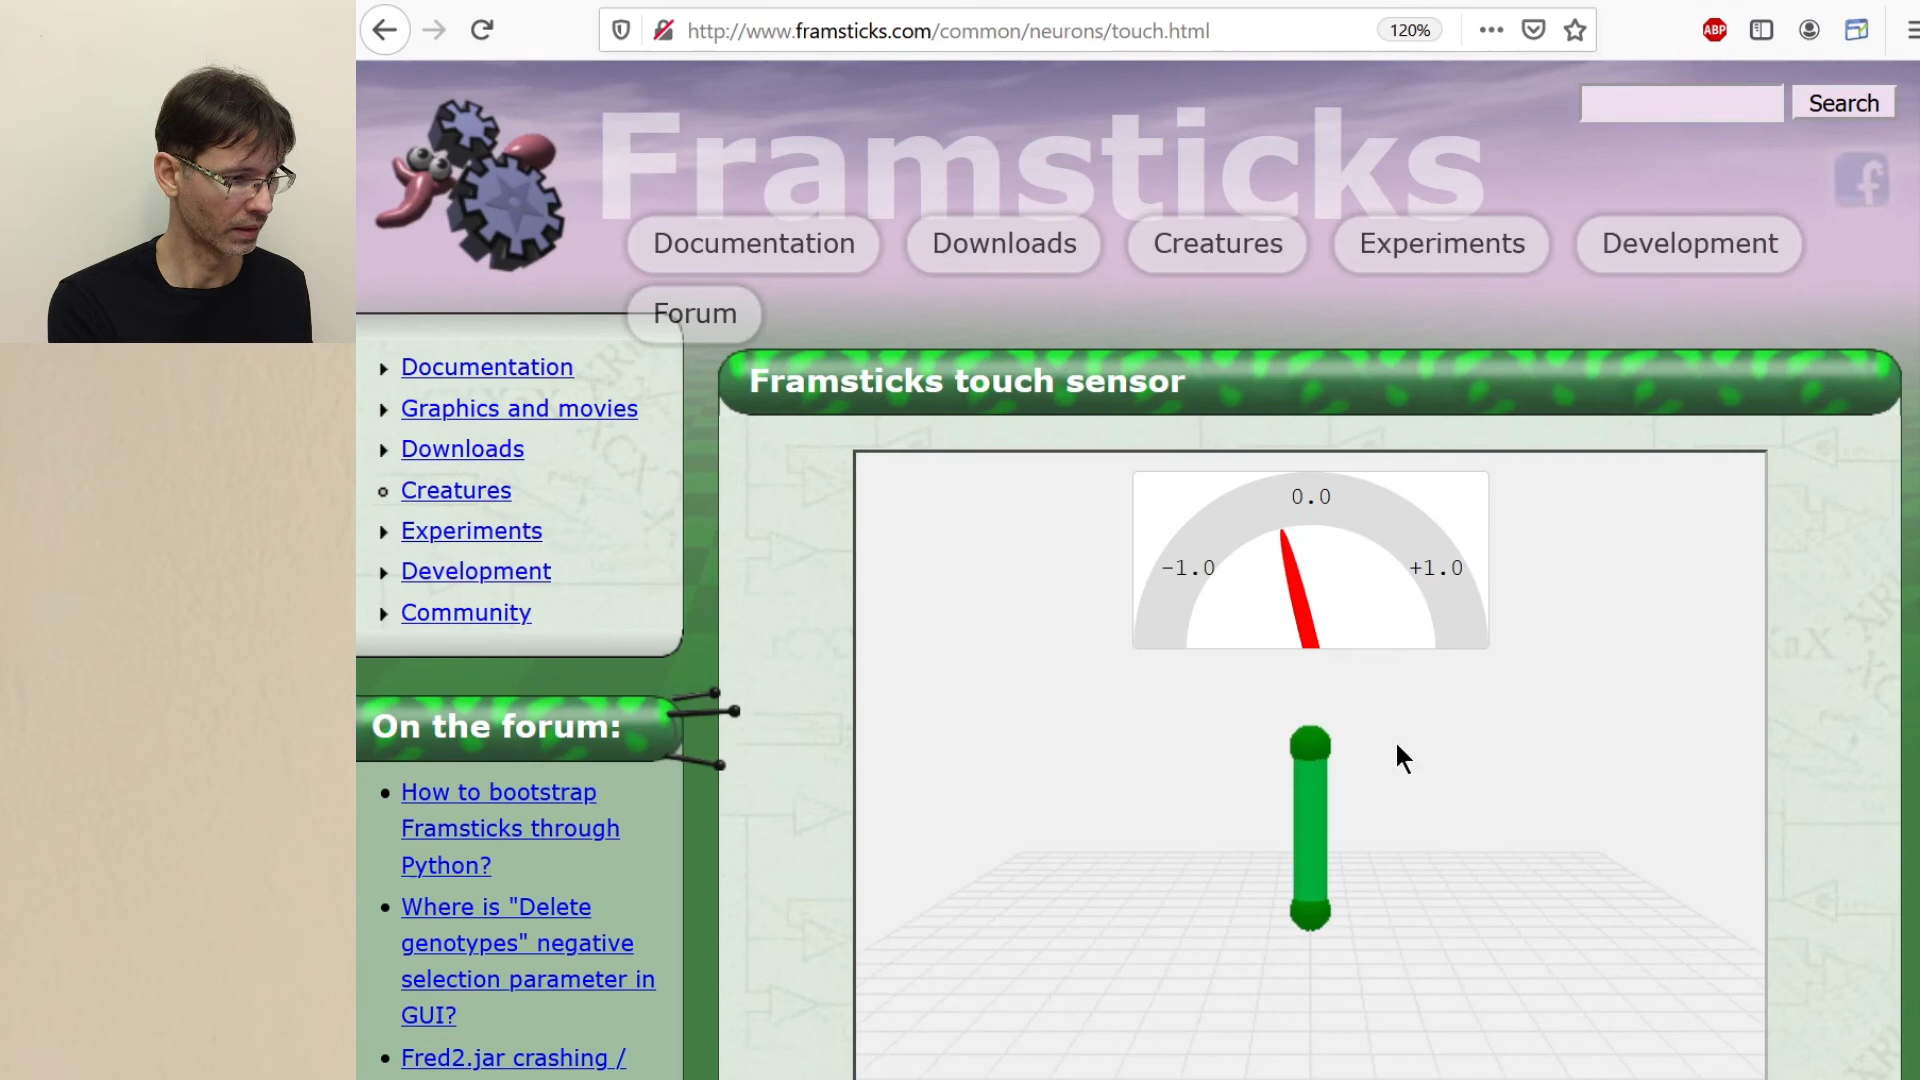 http://www.framsticks.com/common/neurons/touch.html
120%
ABP
Search
Framsticks
f
Documentation
Downloads
Creatures
Experiments
Development
Forum
Documentation
Graphics and movies
Downloads
Creatures
Experiments
Development
Community
Framsticks touch sensor
0.0
-1.0
+1.0
On the forum:
How to bootstrap
Framsticks through
Python?
Where is "Delete
genotypes" negative
selection parameter in
GUI?
Fred2.jar crashing /